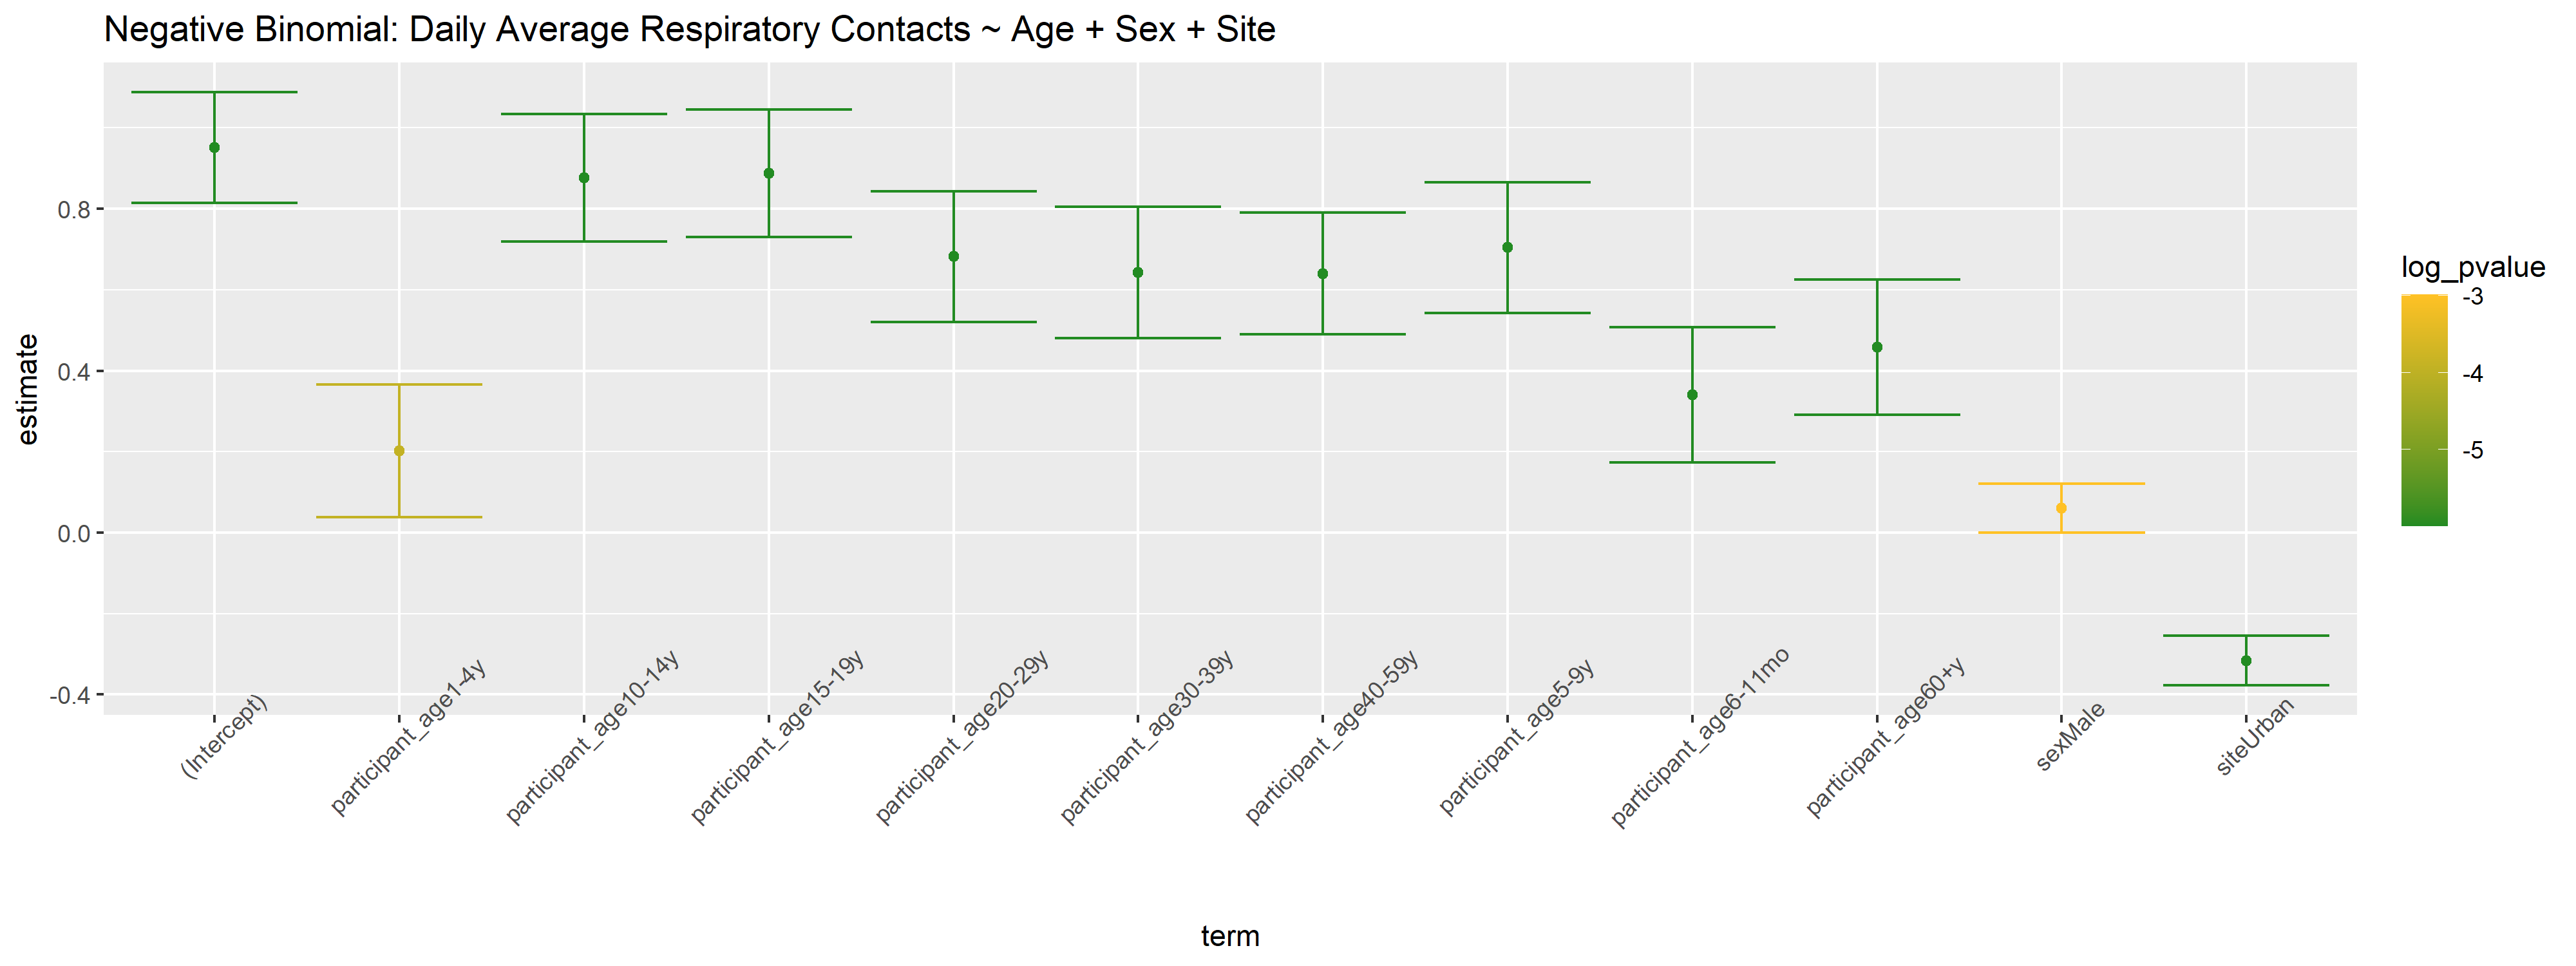 Negative Binomial: Daily Average Respiratory Contacts ~ Age + Sex + Site
estimate
0.8
0.4
0.0
-0.4
(Intercept)
participant_age1-4y
participant_age10-14y
participant_age15-19y
participant_age20-29y
participant_age30-39y
participant_age40-59y
participant_age5-9y
participant_age6-11mo
participant_age60+y
sexMale
siteUrban
term
log_pvalue
-3
-4
-5